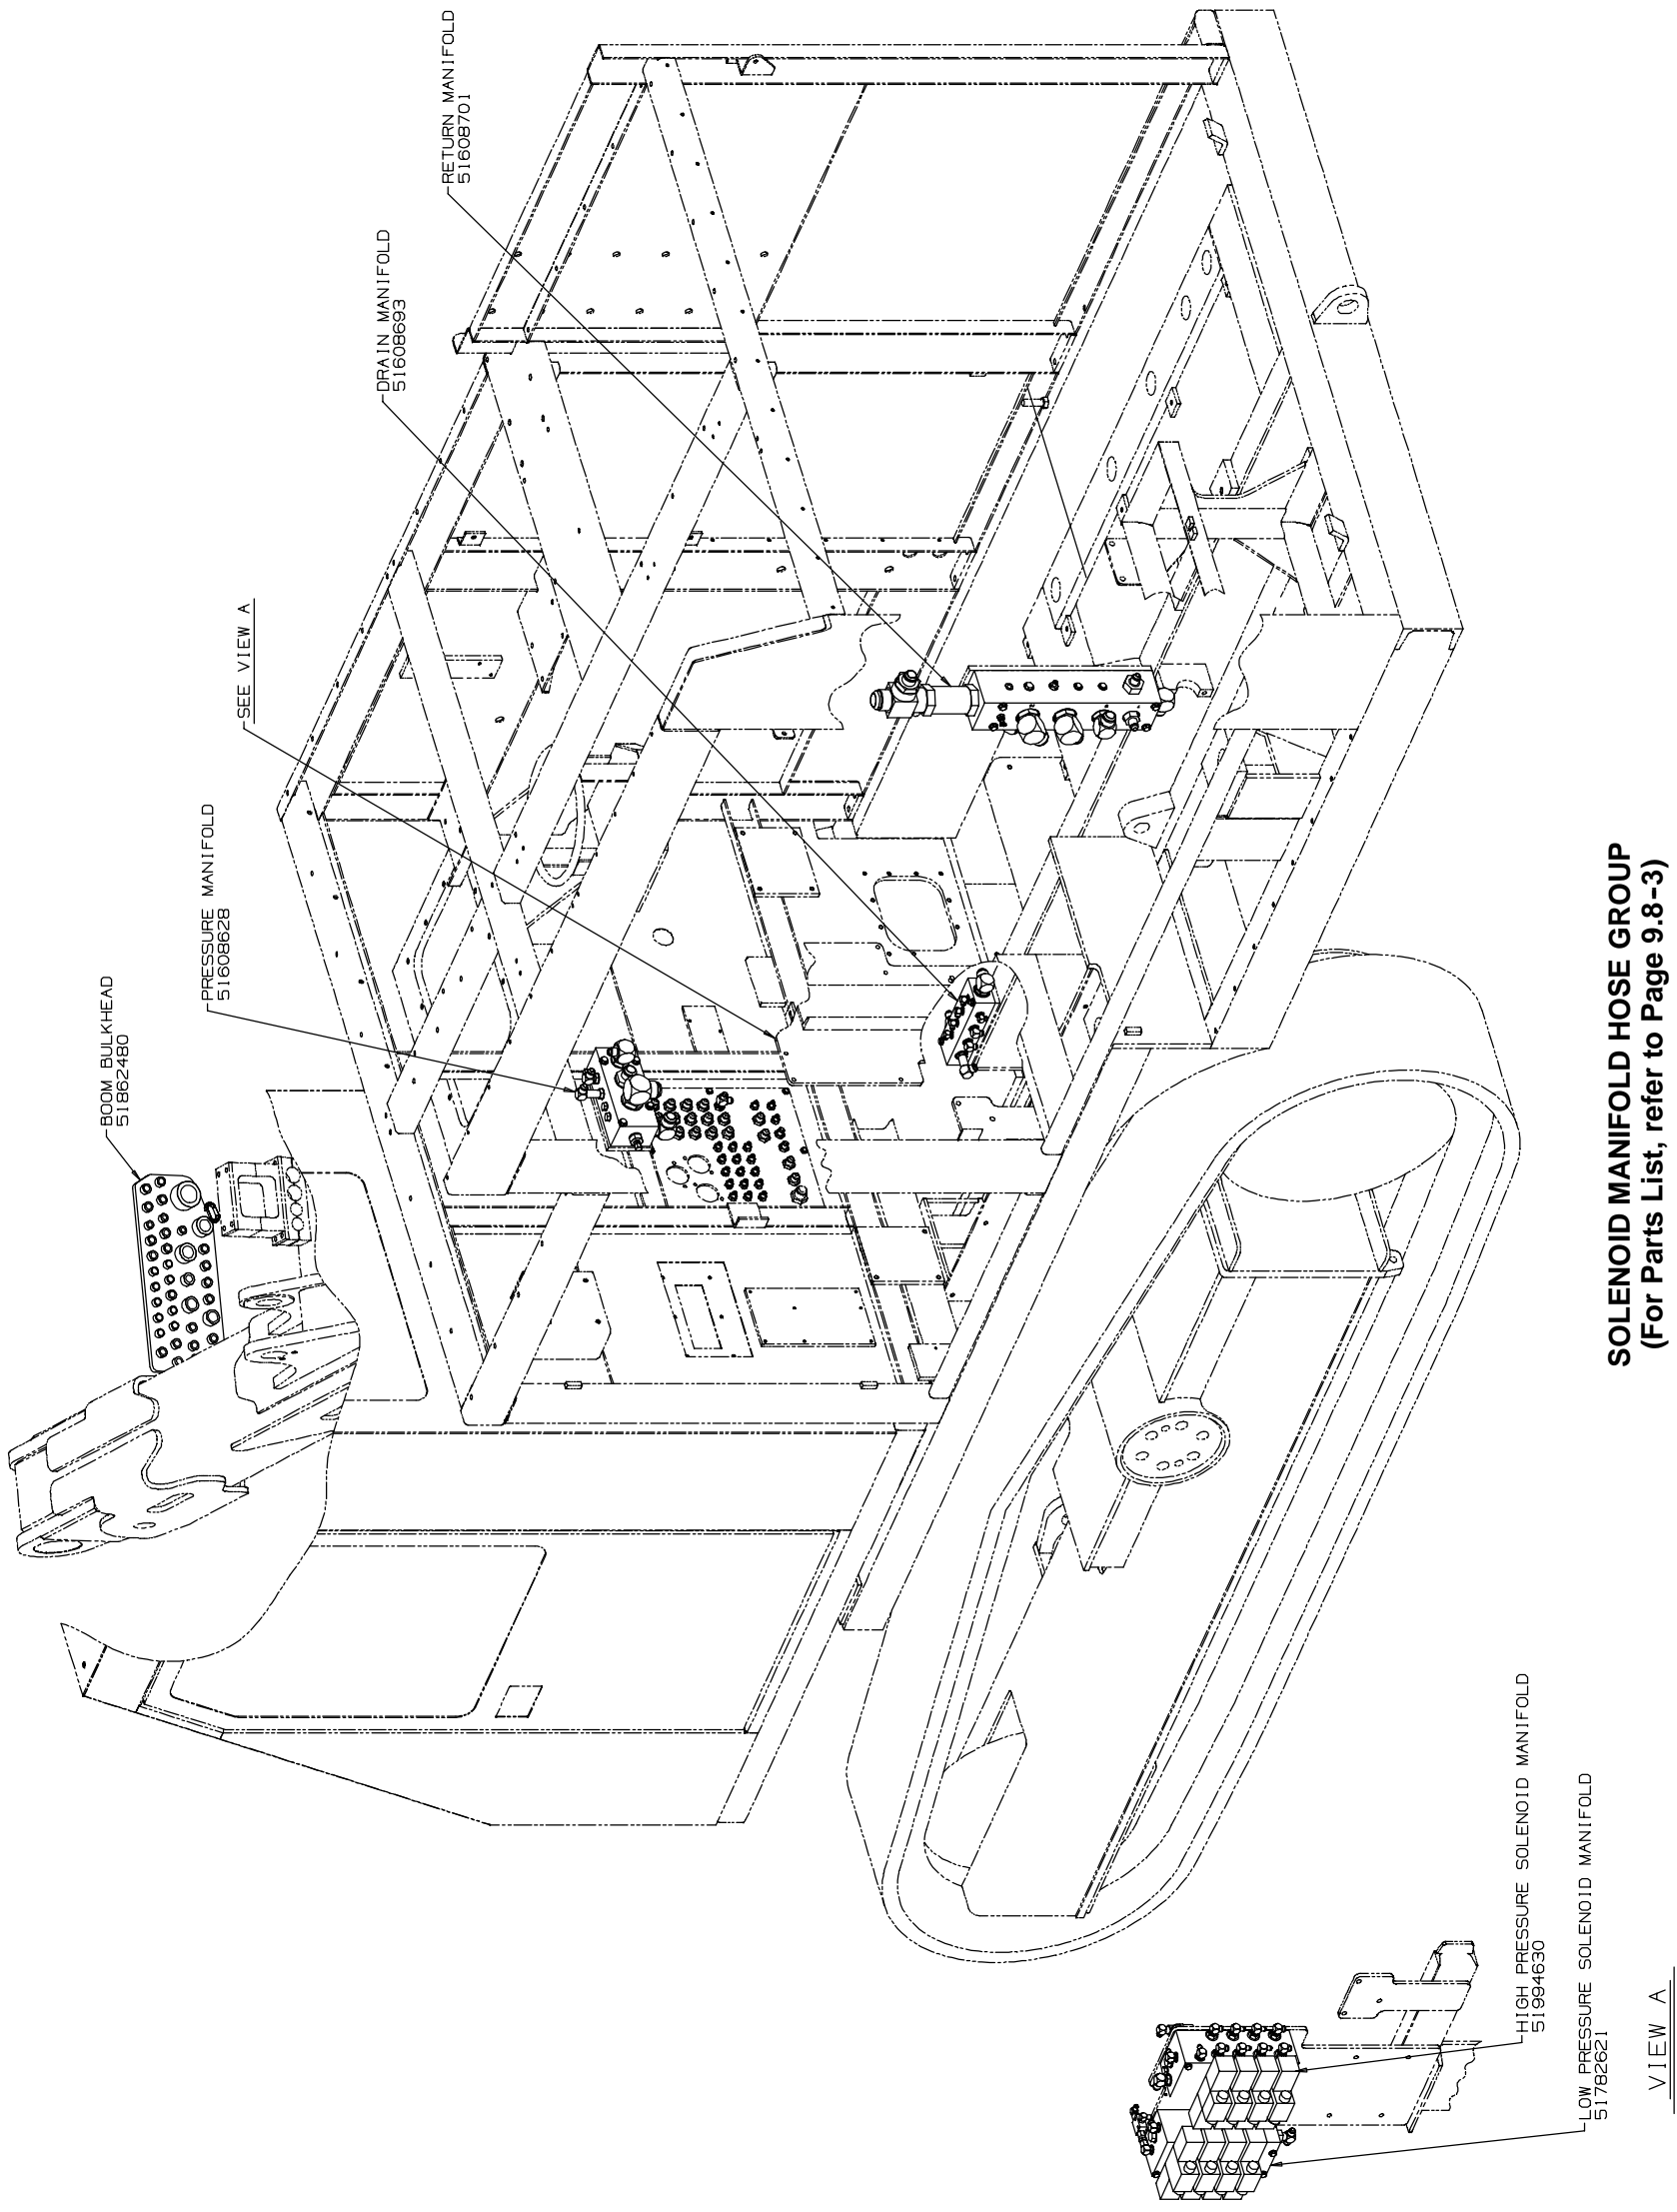 BOOM BULKHEAD
51862480
PRESSURE MANIFOLD
51608628
SEE VIEW A
DRAIN MANIFOLD
51608693
RETURN MANIFOLD
51608701
HIGH PRESSURE SOLENOID MANIFOLD
51994630
LOW PRESSURE SOLENOID MANIFOLD
51782621
VIEW A
SOLENOID MANIFOLD HOSE GROUP
(For Parts List, refer to Page 9.8-3)